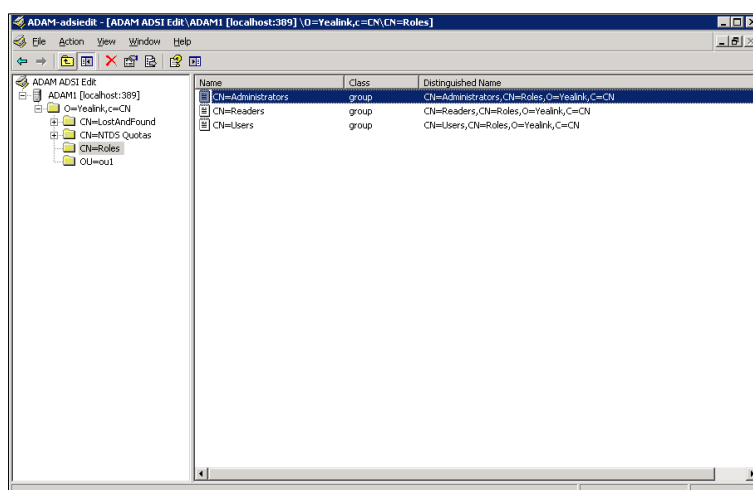 ADAM-adsiedit - [ADAM ADSI Edit\ADAM1 [localhost:389] \O=Yealink,c=CN\CN=Roles]
File Action View Window Help
ADAM ADSI Edit
ADAM1 [localhost:389]
O=Yealink,c=CN
CN=LostAndFound
CN=NTDS Quotas
CN=Roles
OU=ou1
Name Class Distinguished Name
CN=Administrators group CN=Administrators,CN=Roles,O=Yealink,C=CN
CN=Readers group CN=Readers,CN=Roles,O=Yealink,C=CN
CN=Users group CN=Users,CN=Roles,O=Yealink,C=CN